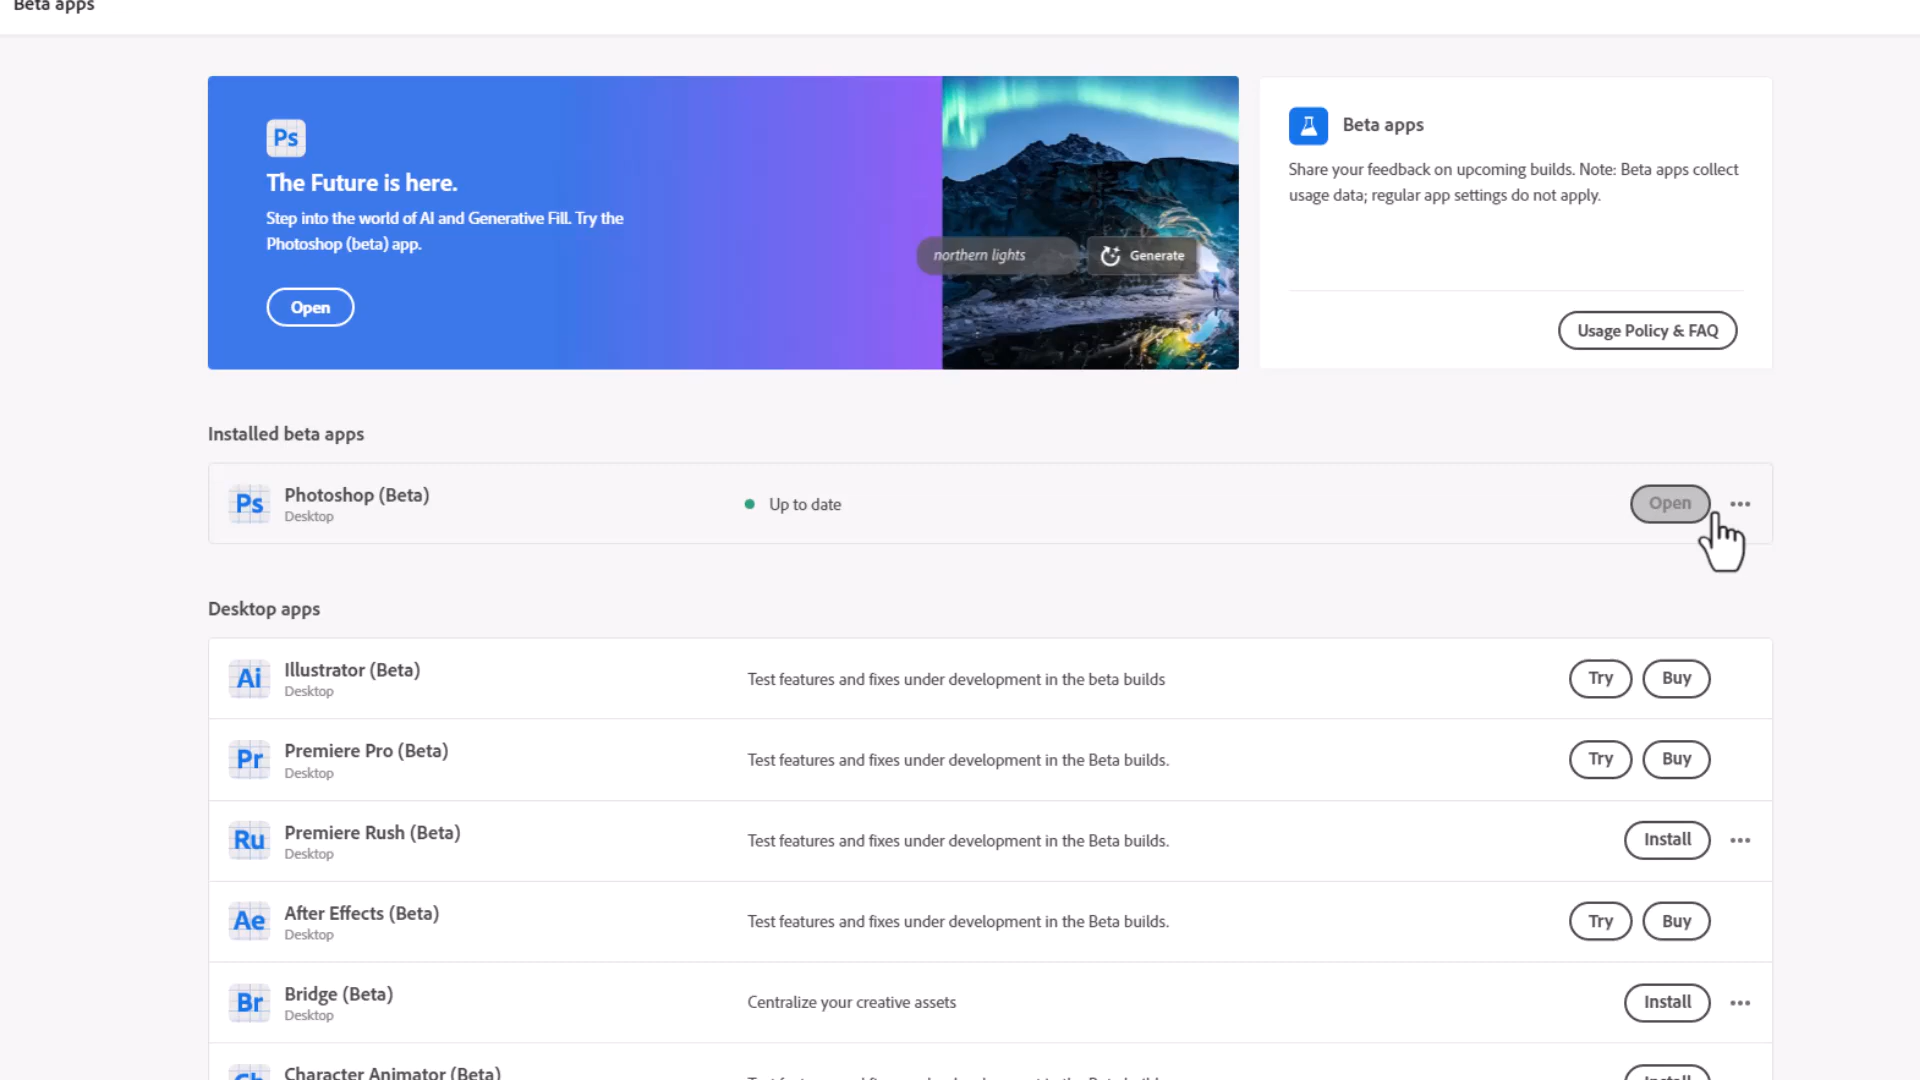 Beta apps
Ps
The Future is here.
Step into the world of AI and Generative Fill. Try the
Photoshop (beta) app.
Open
northern lights
Generate
Beta apps
Share your feedback on upcoming builds. Note: Beta apps collect
usage data; regular app settings do not apply.
Usage Policy & FAQ
Installed beta apps
Ps
Photoshop (Beta)
Desktop
Up to date
Open
Desktop apps
Ai
Illustrator (Beta)
Desktop
Test features and fixes under development in the beta builds
Try
Buy
Pr
Premiere Pro (Beta)
Desktop
Test features and fixes under development in the Beta builds.
Try
Buy
Ru
Premiere Rush (Beta)
Desktop
Test features and fixes under development in the Beta builds.
Install
Ae
After Effects (Beta)
Desktop
Test features and fixes under development in the Beta builds.
Try
Buy
Br
Bridge (Beta)
Desktop
Centralize your creative assets
Install
Character Animator (Beta)